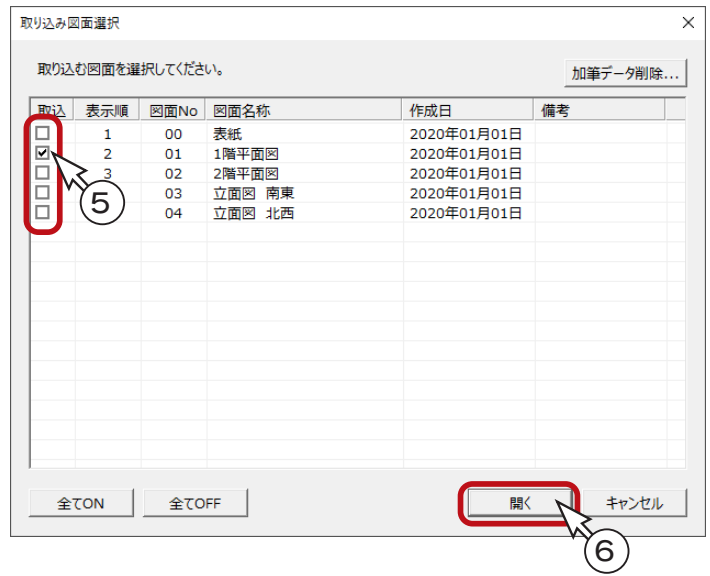 取り込み図面選択
取り込む図面を選択してください。
加筆データ削除...
取込 表示順 図面No 図面名称 作成日 備考
1 00 表紙 2020年01月01日
2 01 1階平面図 2020年01月01日
3 02 2階平面図 2020年01月01日
03 立面図 南東 2020年01月01日
04 立面図 北西 2020年01月01日
5
全てON 全てOFF 開く キャンセル
6